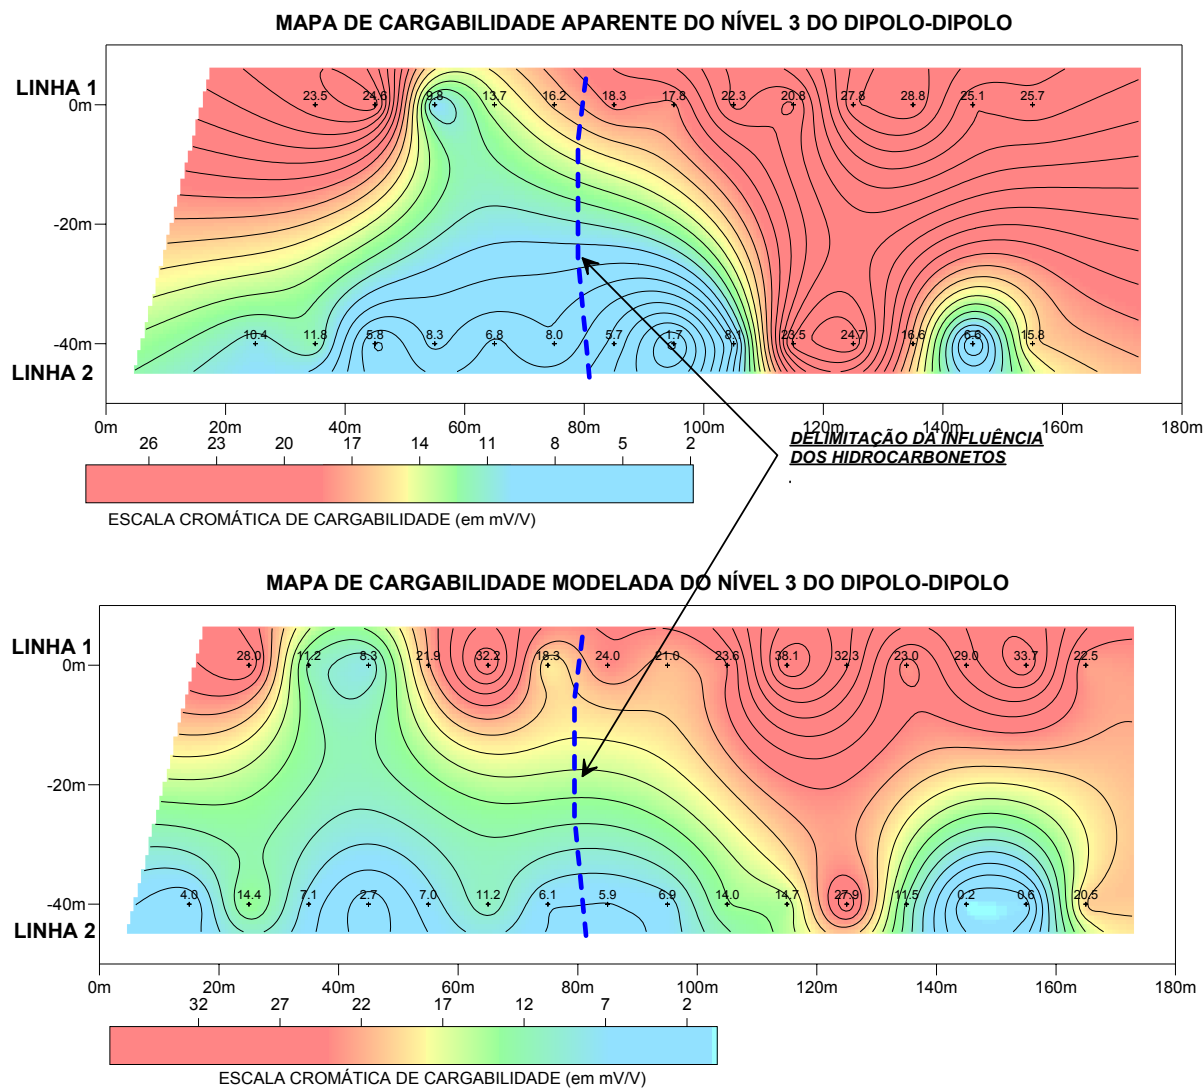 MAPA DE CARGABILIDADE APARENTE DO NÍVEL 3 DO DIPOLO-DIPOLO
LINHA 1
0m
23.5 24.6 9.8 13.7 16.2 18.3 17.8 22.3 20.8 27.8 28.8 25.1 25.7
-20m
10.4 11.8 5.8 8.3 6.8 8.0 5.7 1.7 8.1 23.5 24.7 16.6 6.6 15.8
-40m
LINHA 2
0m 20m 40m 60m 80m 100m 120m 140m 160m 180m
26 23 20 17 14 11 8 5 2
DELIMITAÇÃO DA INFLUÊNCIA
DOS HIDROCARBONETOS
.
ESCALA CROMÁTICA DE CARGABILIDADE (em mV/V)
MAPA DE CARGABILIDADE MODELADA DO NÍVEL 3 DO DIPOLO-DIPOLO
LINHA 1
0m
28.0 11.2 8.3 21.9 32.2 18.3 24.0 21.0 23.6 38.1 32.3 23.0 29.0 33.7 22.5
-20m
4.0 14.4 7.1 2.7 7.0 11.2 6.1 5.9 6.9 14.0 14.7 27.9 11.5 0.2 0.6 20.5
-40m
LINHA 2
0m 20m 40m 60m 80m 100m 120m 140m 160m 180m
32 27 22 17 12 7 2
ESCALA CROMÁTICA DE CARGABILIDADE (em mV/V)